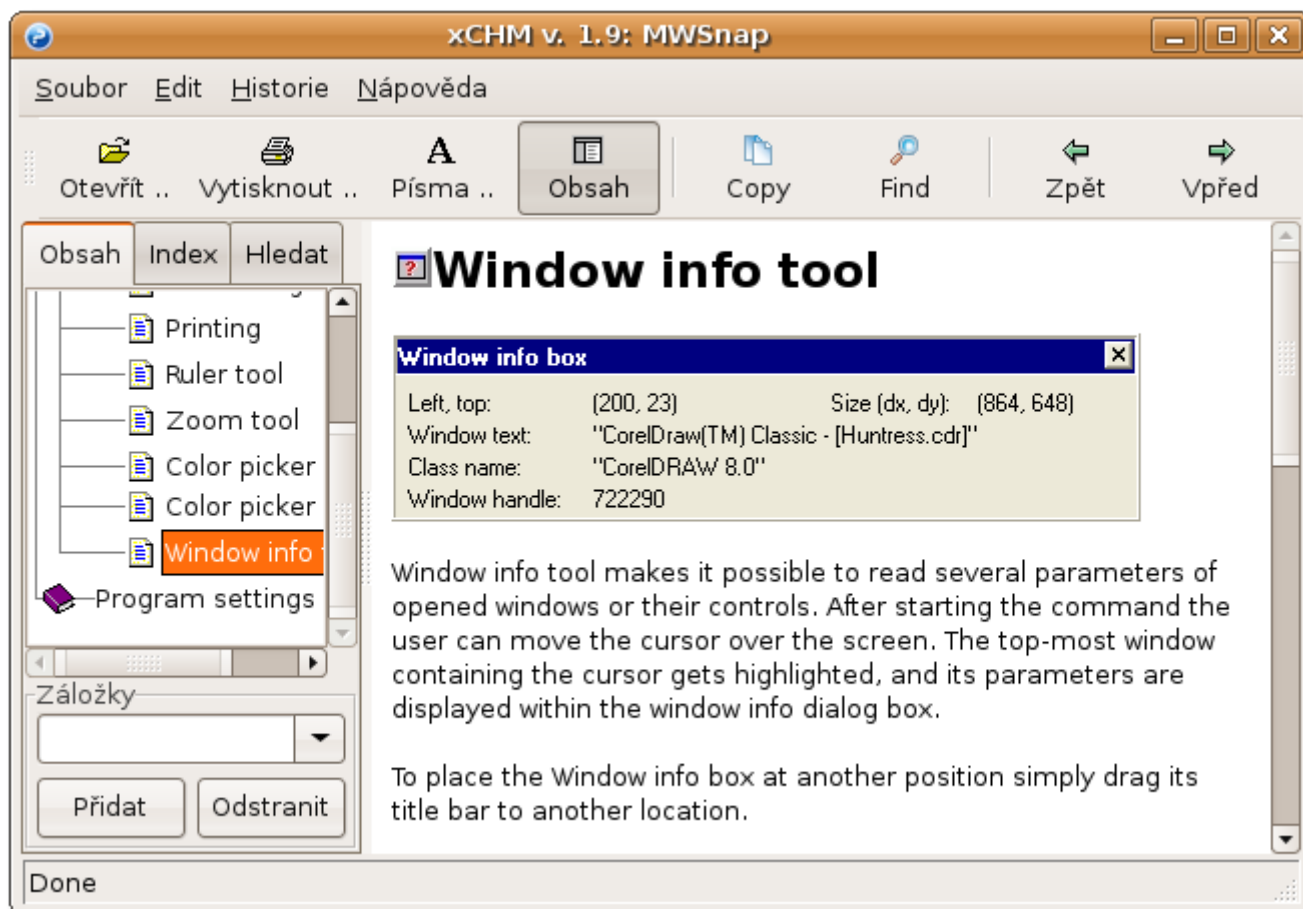 xCHM v. 1.9: MWSnap
Soubor Edit Historie Nápověda
Otevřít .. Vytisknout .. Písma .. Obsah Copy Find Zpět Vpřed
Obsah Index Hledat
Printing
Ruler tool
Zoom tool
Color picker
Color picker
Window info
Program settings
Záložky
Přidat Odstranit
Window info tool
Window info box
Left, top: (200, 23) Size (dx, dy): (864, 648)
Window text: "CorelDraw(TM) Classic - [Huntress.cdr]"
Class name: "CorelDRAW 8.0"
Window handle: 722290
Window info tool makes it possible to read several parameters of
opened windows or their controls. After starting the command the
user can move the cursor over the screen. The top-most window
containing the cursor gets highlighted, and its parameters are
displayed within the window info dialog box.
To place the Window info box at another position simply drag its
title bar to another location.
Done